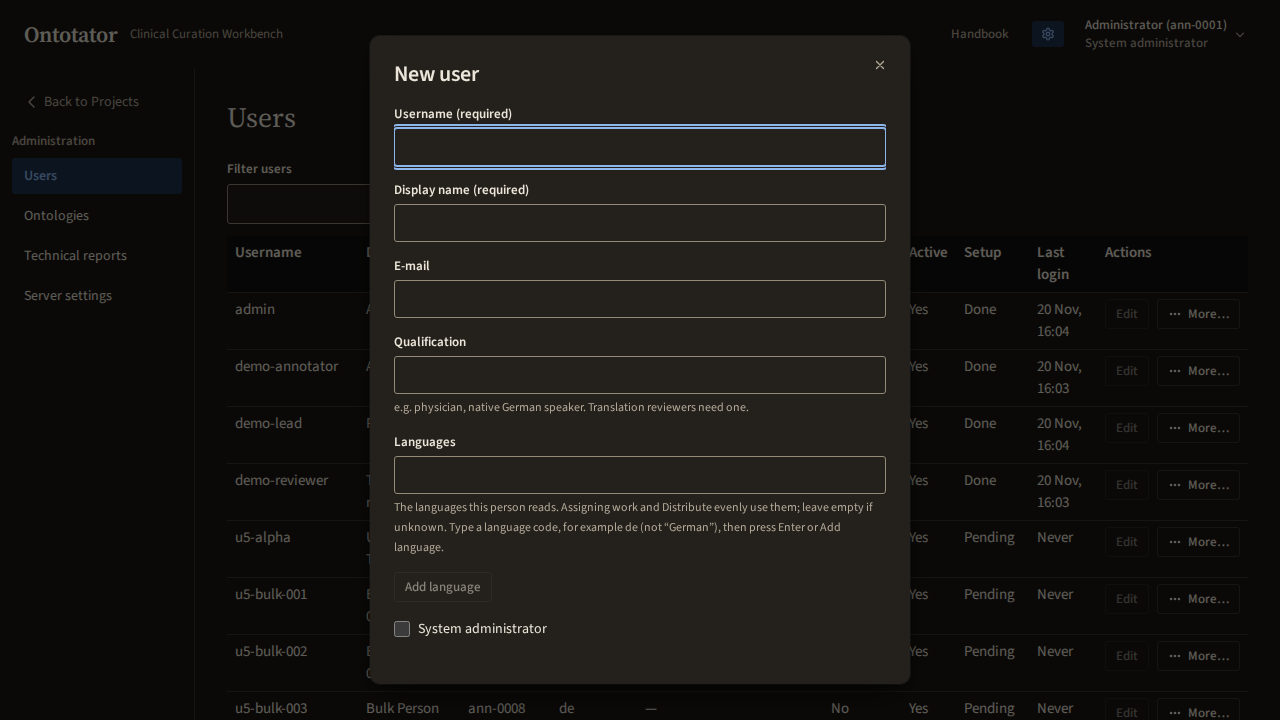 Ontotator
Clinical Curation Workbench
Handbook
Administrator (ann-0001)
System administrator
Back to Projects
Administration
Users
Ontologies
Technical reports
Server settings
Users
Filter users
Username
Active
Setup
Last login
Actions
admin
Yes
Done
20 Nov, 16:04
Edit
More...
demo-annotator
Yes
Done
20 Nov, 16:03
Edit
More...
demo-lead
Yes
Done
20 Nov, 16:04
Edit
More...
demo-reviewer
Yes
Done
20 Nov, 16:03
Edit
More...
u5-alpha
Yes
Pending
Never
Edit
More...
u5-bulk-001
Yes
Pending
Never
Edit
More...
u5-bulk-002
Yes
Pending
Never
Edit
More...
u5-bulk-003
Bulk Person
ann-0008
de
—
No
Yes
Pending
Never
Edit
More...
New user
Username (required)
Display name (required)
E-mail
Qualification
e.g. physician, native German speaker. Translation reviewers need one.
Languages
The languages this person reads. Assigning work and Distribute evenly use them; leave empty if
unknown. Type a language code, for example de (not “German”), then press Enter or Add
language.
Add language
System administrator